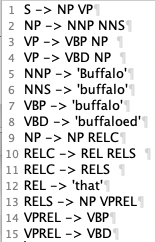 1 S -> NP VP ¶
2 NP -> NNP NNS ¶
3 VP -> VBP NP ¶
4 VP -> VBD NP ¶
5 NNP -> 'Buffalo' ¶
6 NNS -> 'buffalo' ¶
7 VBP -> 'buffalo' ¶
8 VBD -> 'buffaloed' ¶
9 NP -> NP RELC ¶
10 RELC -> REL RELS ¶
11 RELC -> RELS ¶
12 REL -> 'that' ¶
13 RELS -> NP VPREL ¶
14 VPREL -> VBP ¶
15 VPREL -> VBD ¶